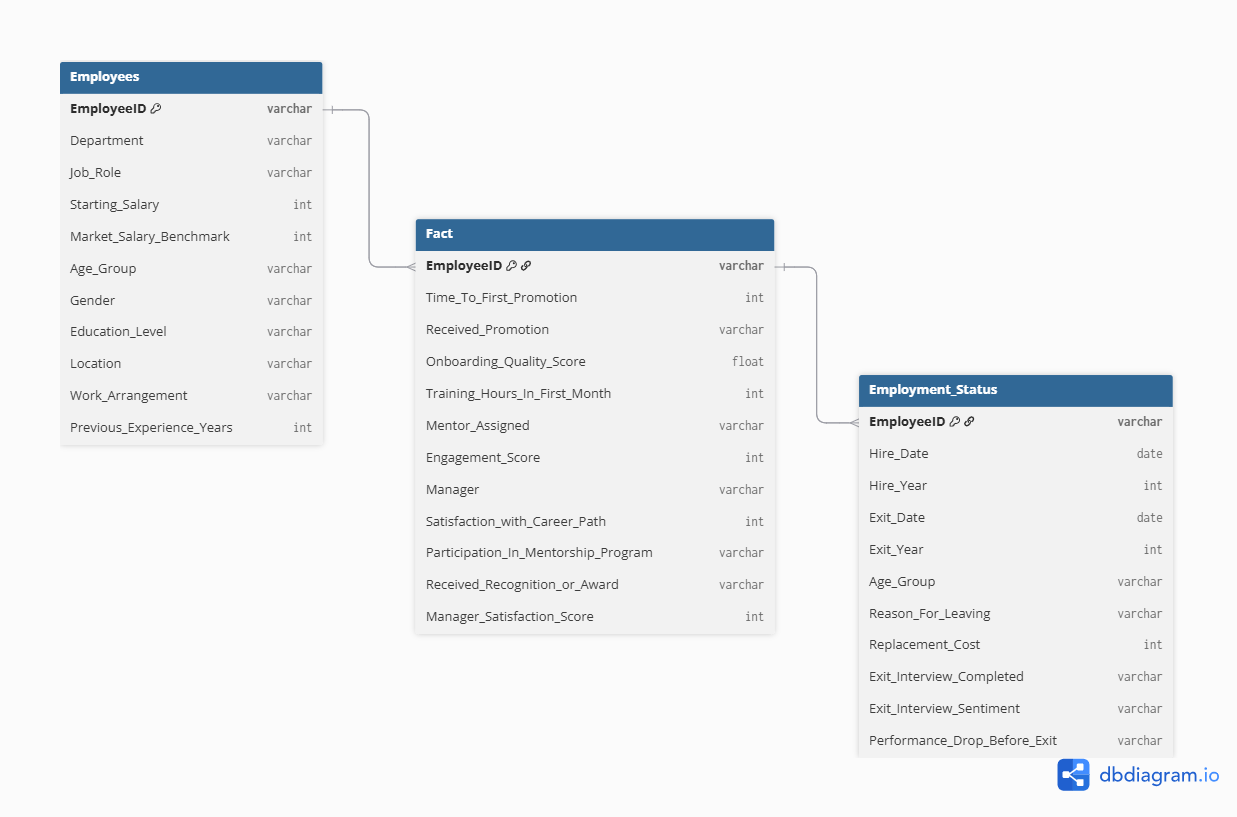 Employees
EmployeeID varchar
Department varchar
Job_Role varchar
Starting_Salary int
Market_Salary_Benchmark int
Age_Group varchar
Gender varchar
Education_Level varchar
Location varchar
Work_Arrangement varchar
Previous_Experience_Years int
Fact
EmployeeID varchar
Time_To_First_Promotion int
Received_Promotion varchar
Onboarding_Quality_Score float
Training_Hours_In_First_Month int
Mentor_Assigned varchar
Engagement_Score int
Manager varchar
Satisfaction_with_Career_Path int
Participation_In_Mentorship_Program varchar
Received_Recognition_or_Award varchar
Manager_Satisfaction_Score int
Employment_Status
EmployeeID varchar
Hire_Date date
Hire_Year int
Exit_Date date
Exit_Year int
Age_Group varchar
Reason_For_Leaving varchar
Replacement_Cost int
Exit_Interview_Completed varchar
Exit_Interview_Sentiment varchar
Performance_Drop_Before_Exit varchar
dbdiagram.io